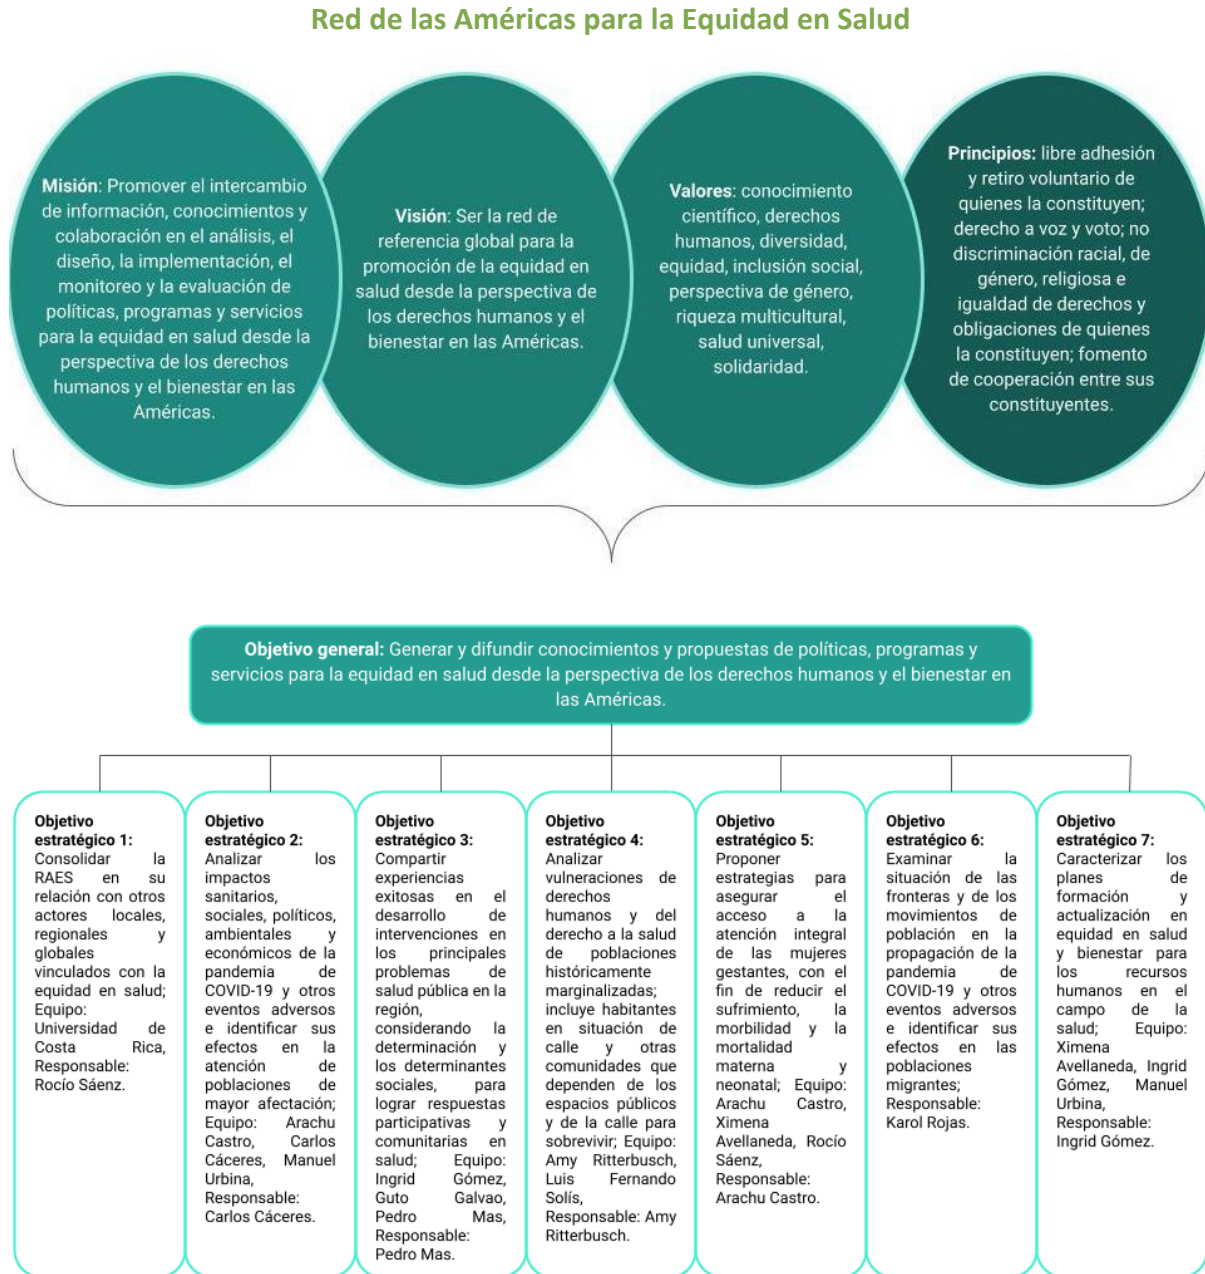 Red de las Américas para la Equidad en Salud
Misión: Promover el intercambio
de información, conocimientos y
colaboración en el análisis, el
diseño, la implementación, el
monitoreo y la evaluación de
políticas, programas y servicios
para la equidad en salud desde la
perspectiva de los derechos
humanos y el bienestar en las
Américas.
Visión: Ser la red de
referencia global para la
promoción de la equidad en
salud desde la perspectiva de
los derechos humanos y el
bienestar en las Américas.
Valores: conocimiento
científico, derechos
humanos, diversidad,
equidad, inclusión social,
perspectiva de género,
riqueza multicultural,
salud universal,
solidaridad.
Principios: libre adhesión
y retiro voluntario de
quienes la constituyen;
derecho a voz y voto; no
discriminación racial, de
género, religiosa e
igualdad de derechos y
obligaciones de quienes
la constituyen; fomento
de cooperación entre sus
constituyentes.
Objetivo general: Generar y difundir conocimientos y propuestas de políticas, programas y
servicios para la equidad en salud desde la perspectiva de los derechos humanos y el bienestar en
las Américas.
Objetivo
estratégico 1:
Consolidar la
RAES en su
relación con otros
actores locales,
regionales y
globales
vinculados con la
equidad en salud;
Equipo:
Universidad de
Costa Rica,
Responsable:
Rocío Sáenz.
Objetivo
estratégico 2:
Analizar los
impactos
sanitarios,
sociales, políticos,
ambientales y
económicos de la
pandemia de
COVID-19 y otros
eventos adversos
e identificar sus
efectos en la
atención de
poblaciones de
mayor afectación;
Equipo: Arachu
Castro, Carlos
Cáceres, Manuel
Urbina,
Responsable:
Carlos Cáceres.
Objetivo
estratégico 3:
Compartir
experiencias
exitosas en el
desarrollo de
intervenciones en
los principales
problemas de
salud pública en la
región,
considerando la
determinación y
los determinantes
sociales, para
lograr respuestas
participativas y
comunitarias en
salud; Equipo:
Ingrid Gómez,
Guto Galvao,
Pedro Mas,
Responsable:
Pedro Mas.
Objetivo
estratégico 4:
Analizar
vulneraciones de
derechos
humanos y del
derecho a la salud
de poblaciones
históricamente
marginalizadas;
incluye habitantes
en situación de
calle y otras
comunidades que
dependen de los
espacios públicos
y de la calle para
sobrevivir; Equipo:
Amy Ritterbusch,
Luis Fernando
Solís,
Responsable: Amy
Ritterbusch.
Objetivo
estratégico 5:
Proponer
estrategias para
asegurar el
acceso a la
atención integral
de las mujeres
gestantes, con el
fin de reducir el
sufrimiento, la
morbilidad y la
mortalidad
materna y
neonatal; Equipo:
Arachu Castro,
Ximena
Avellaneda, Rocío
Sáenz,
Responsable:
Arachu Castro.
Objetivo
estratégico 6:
Examinar la
situación de las
fronteras y de los
movimientos de
población en la
propagación de la
pandemia de
COVID-19 y otros
eventos adversos
e identificar sus
efectos en las
poblaciones
migrantes;
Responsable:
Karol Rojas.
Objetivo
estratégico 7:
Caracterizar los
planes de
formación y
actualización en
equidad en salud
y bienestar para
los recursos
humanos en el
campo de la
salud; Equipo:
Ximena
Avellaneda, Ingrid
Gómez, Manuel
Urbina,
Responsable:
Ingrid Gómez.